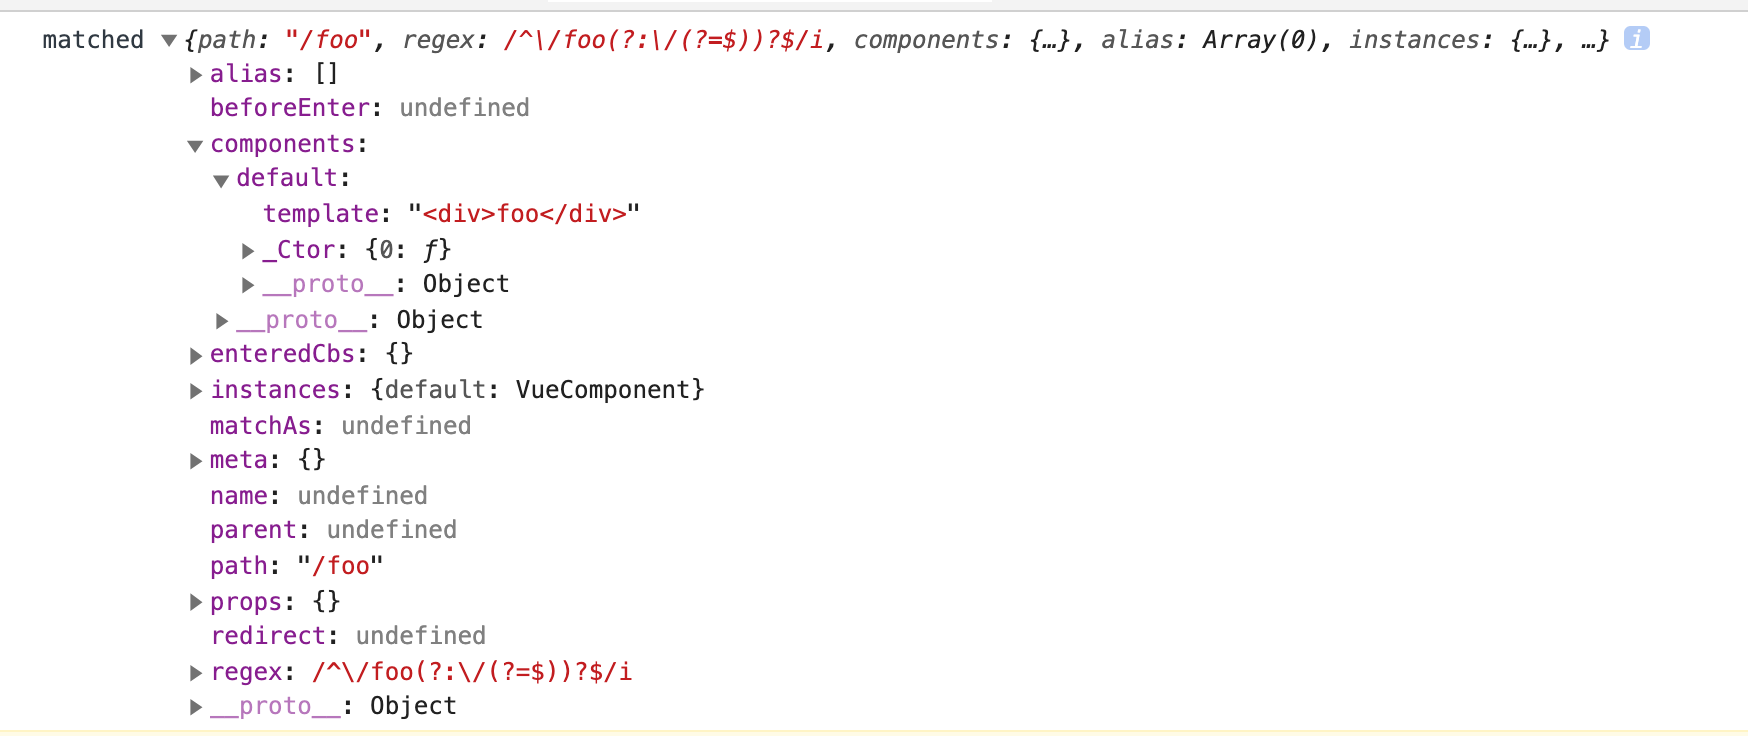 matched ▼{path: "/foo", regex: /^\/foo(?:\/(?=$))?$/i, components: {…}, alias: Array(0), instances: {…}, …} i
▶alias: []
beforeEnter: undefined
▼components:
▼default:
template: "<div>foo</div>"
▶_Ctor: {0: ƒ}
▶__proto__: Object
▶__proto__: Object
▶enteredCbs: {}
▶instances: {default: VueComponent}
matchAs: undefined
▶meta: {}
name: undefined
parent: undefined
path: "/foo"
▶props: {}
redirect: undefined
▶regex: /^\/foo(?:\/(?=$))?$/i
▶__proto__: Object